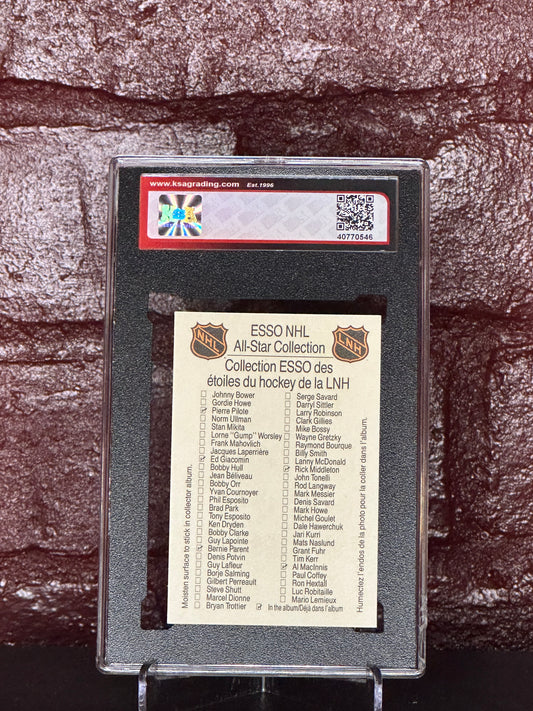 www.ksagrading.com Est.1996
KSA
40770546
NHL
ESSO NHL
All-Star Collection
LNH
Collection ESSO des
étoiles du hockey de la LNH
Johnny Bower
Gordie Howe
Pierre Pilote
Norm Ullman
Stan Mikita
Lorne "Gump" Worsley
Frank Mahovlich
Jacques Laperrière
Ed Giacomin
Bobby Hull
Jean Béliveau
Bobby Orr
Yvan Cournoyer
Phil Esposito
Brad Park
Tony Esposito
Ken Dryden
Bobby Clarke
Guy Lapointe
Bernie Parent
Denis Potvin
Guy Lafleur
Borje Salming
Gilbert Perreault
Steve Shutt
Marcel Dionne
Bryan Trottier
Serge Savard
Darryl Sittler
Larry Robinson
Clark Gillies
Mike Bossy
Wayne Gretzky
Raymond Bourque
Billy Smith
Lanny McDonald
Rick Middleton
John Tonelli
Rod Langway
Mark Messier
Denis Savard
Mark Howe
Michel Goulet
Dale Hawerchuk
Jari Kurri
Mats Naslund
Grant Fuhr
Tim Kerr
Al MacInnis
Paul Coffey
Ron Hextall
Luc Robitaille
Mario Lemieux
In the album/Déjà dans l'album
Moisten surface to stick in collector album.
Humectez l'endos de la photo pour la coller dans l'album.